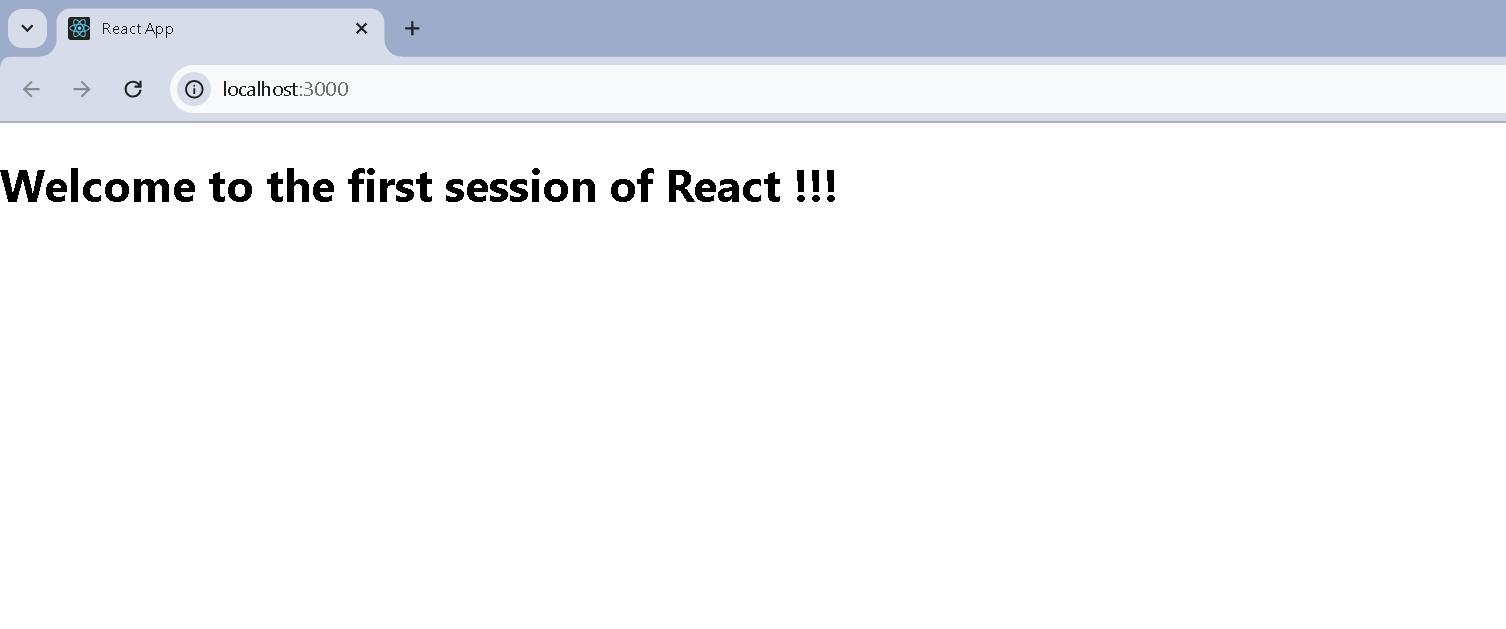 React App
localhost:3000
Welcome to the first session of React !!!